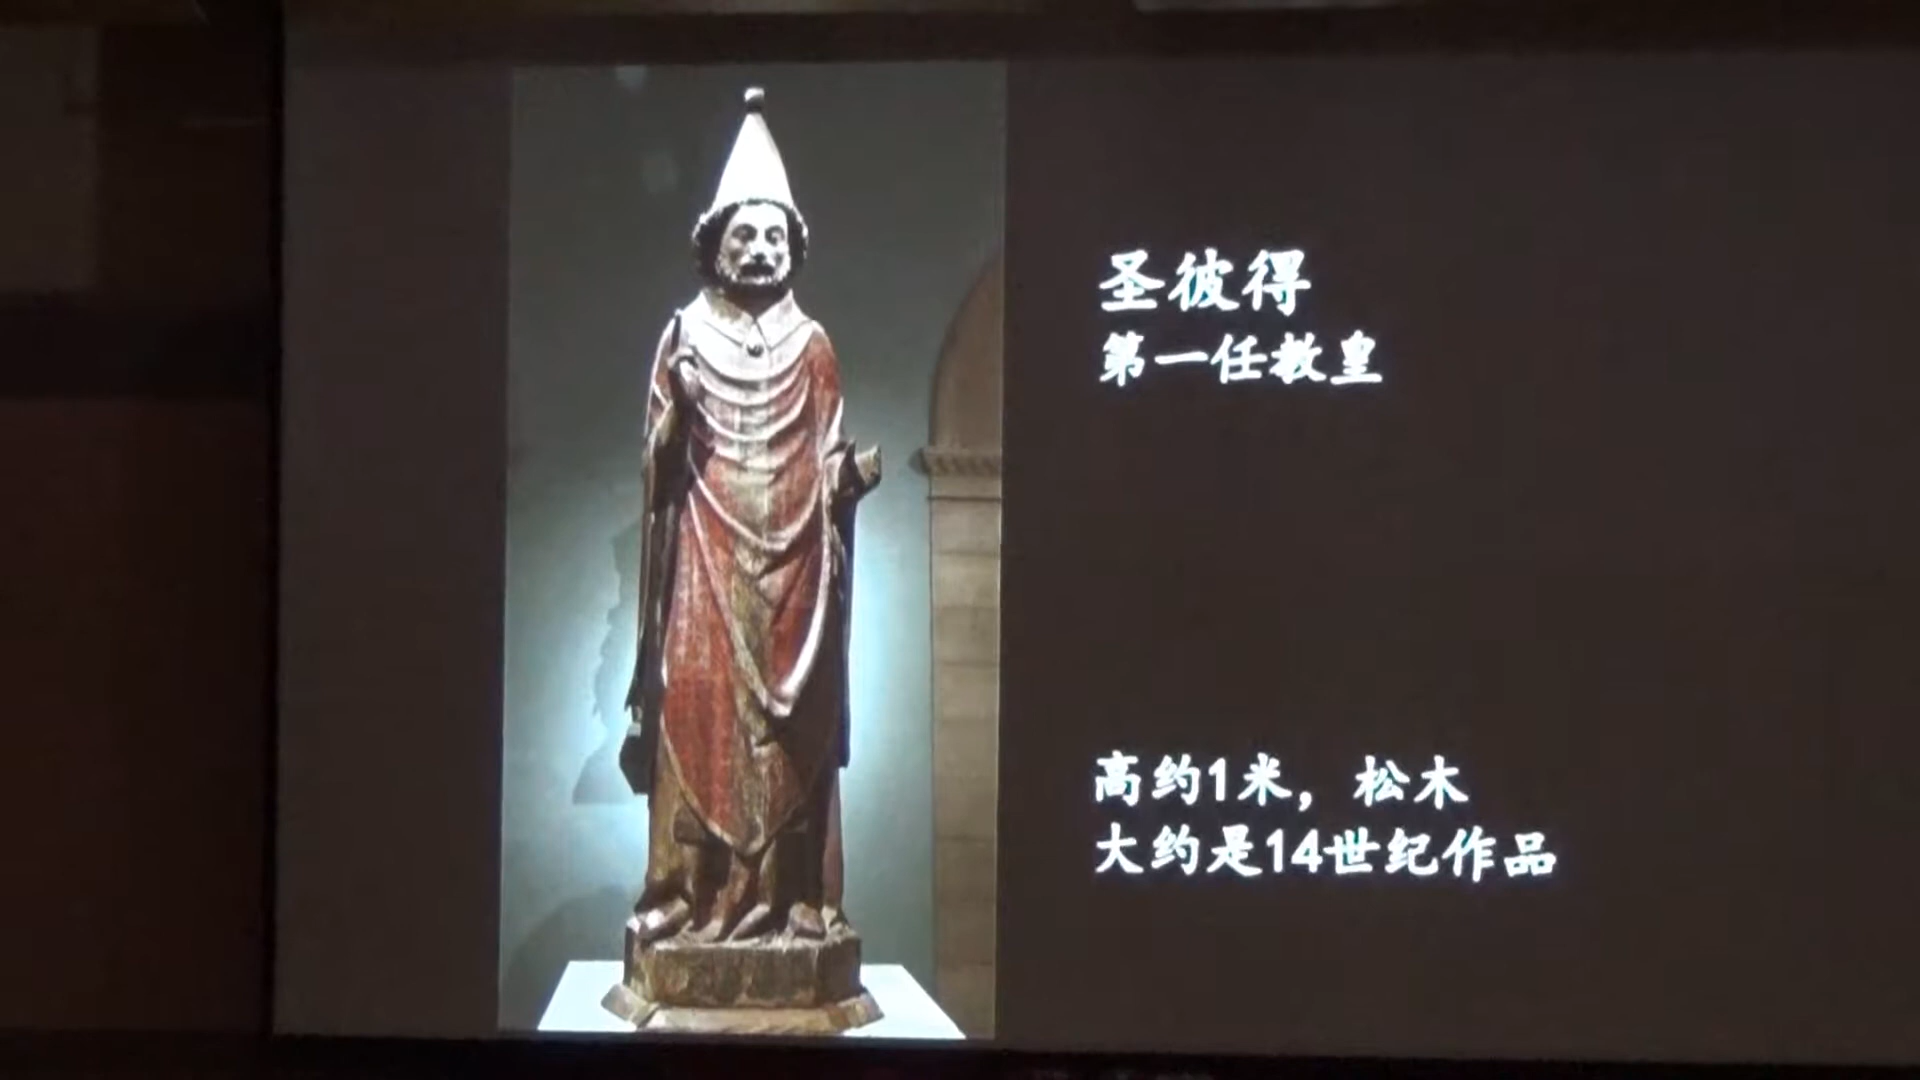 圣彼得
第一任教皇
高约1米，松木
大约是14世纪作品